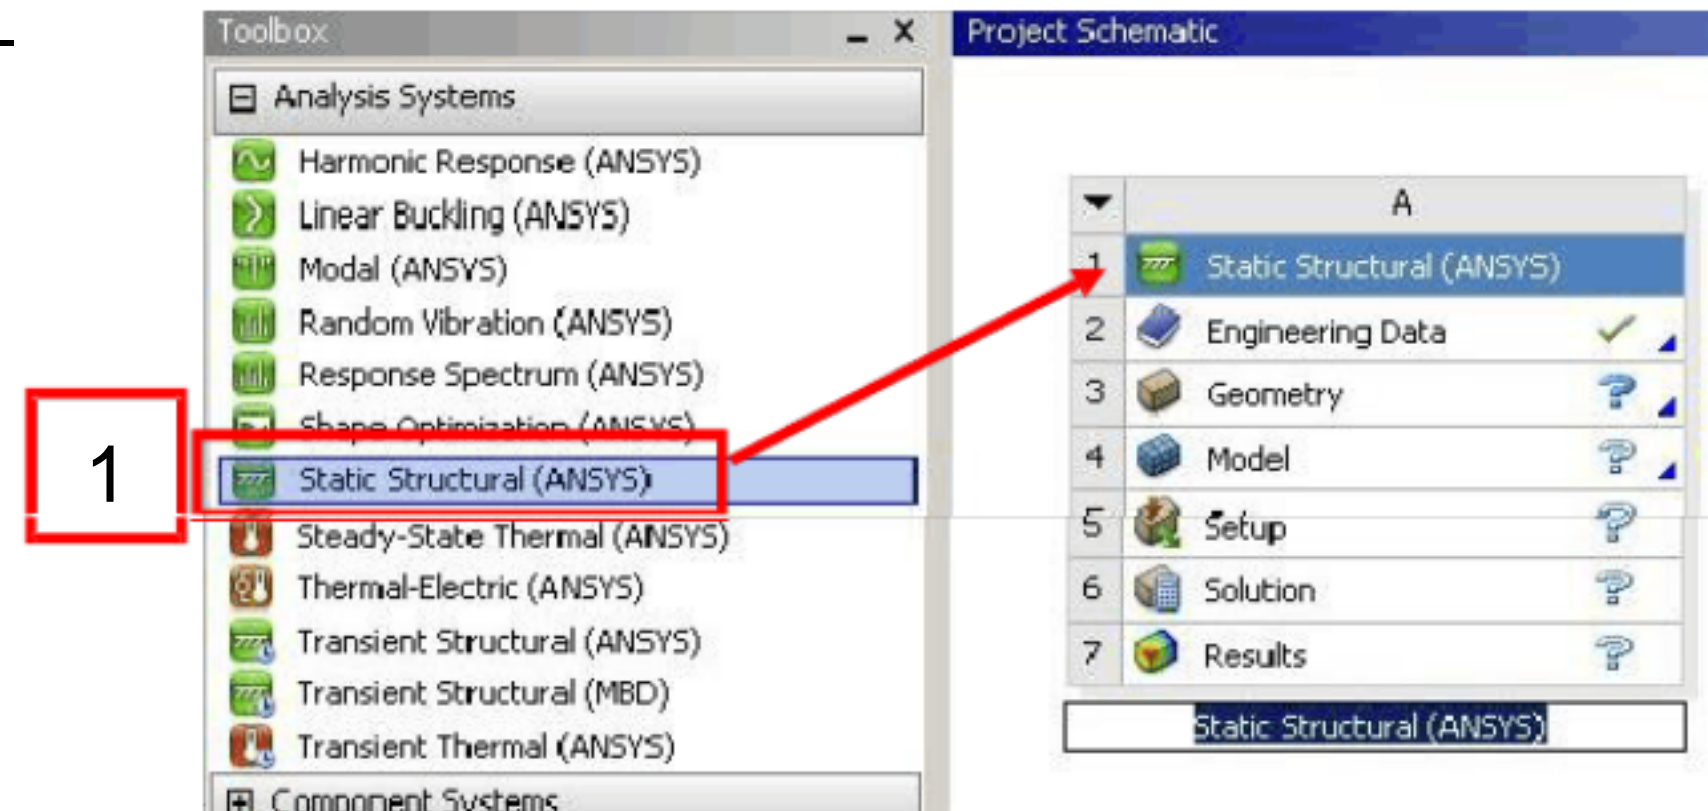 Toolbox
Analysis Systems
Harmonic Response (ANSYS)
Linear Buckling (ANSYS)
Modal (ANSYS)
Random Vibration (ANSYS)
Response Spectrum (ANSYS)
Shape Optimization (ANSYS)
Static Structural (ANSYS)
Steady-State Thermal (ANSYS)
Thermal-Electric (ANSYS)
Transient Structural (ANSYS)
Transient Structural (MBD)
Transient Thermal (ANSYS)
Component Systems
1
Project Schematic
A
1 Static Structural (ANSYS)
2 Engineering Data
3 Geometry
4 Model
5 Setup
6 Solution
7 Results
Static Structural (ANSYS)